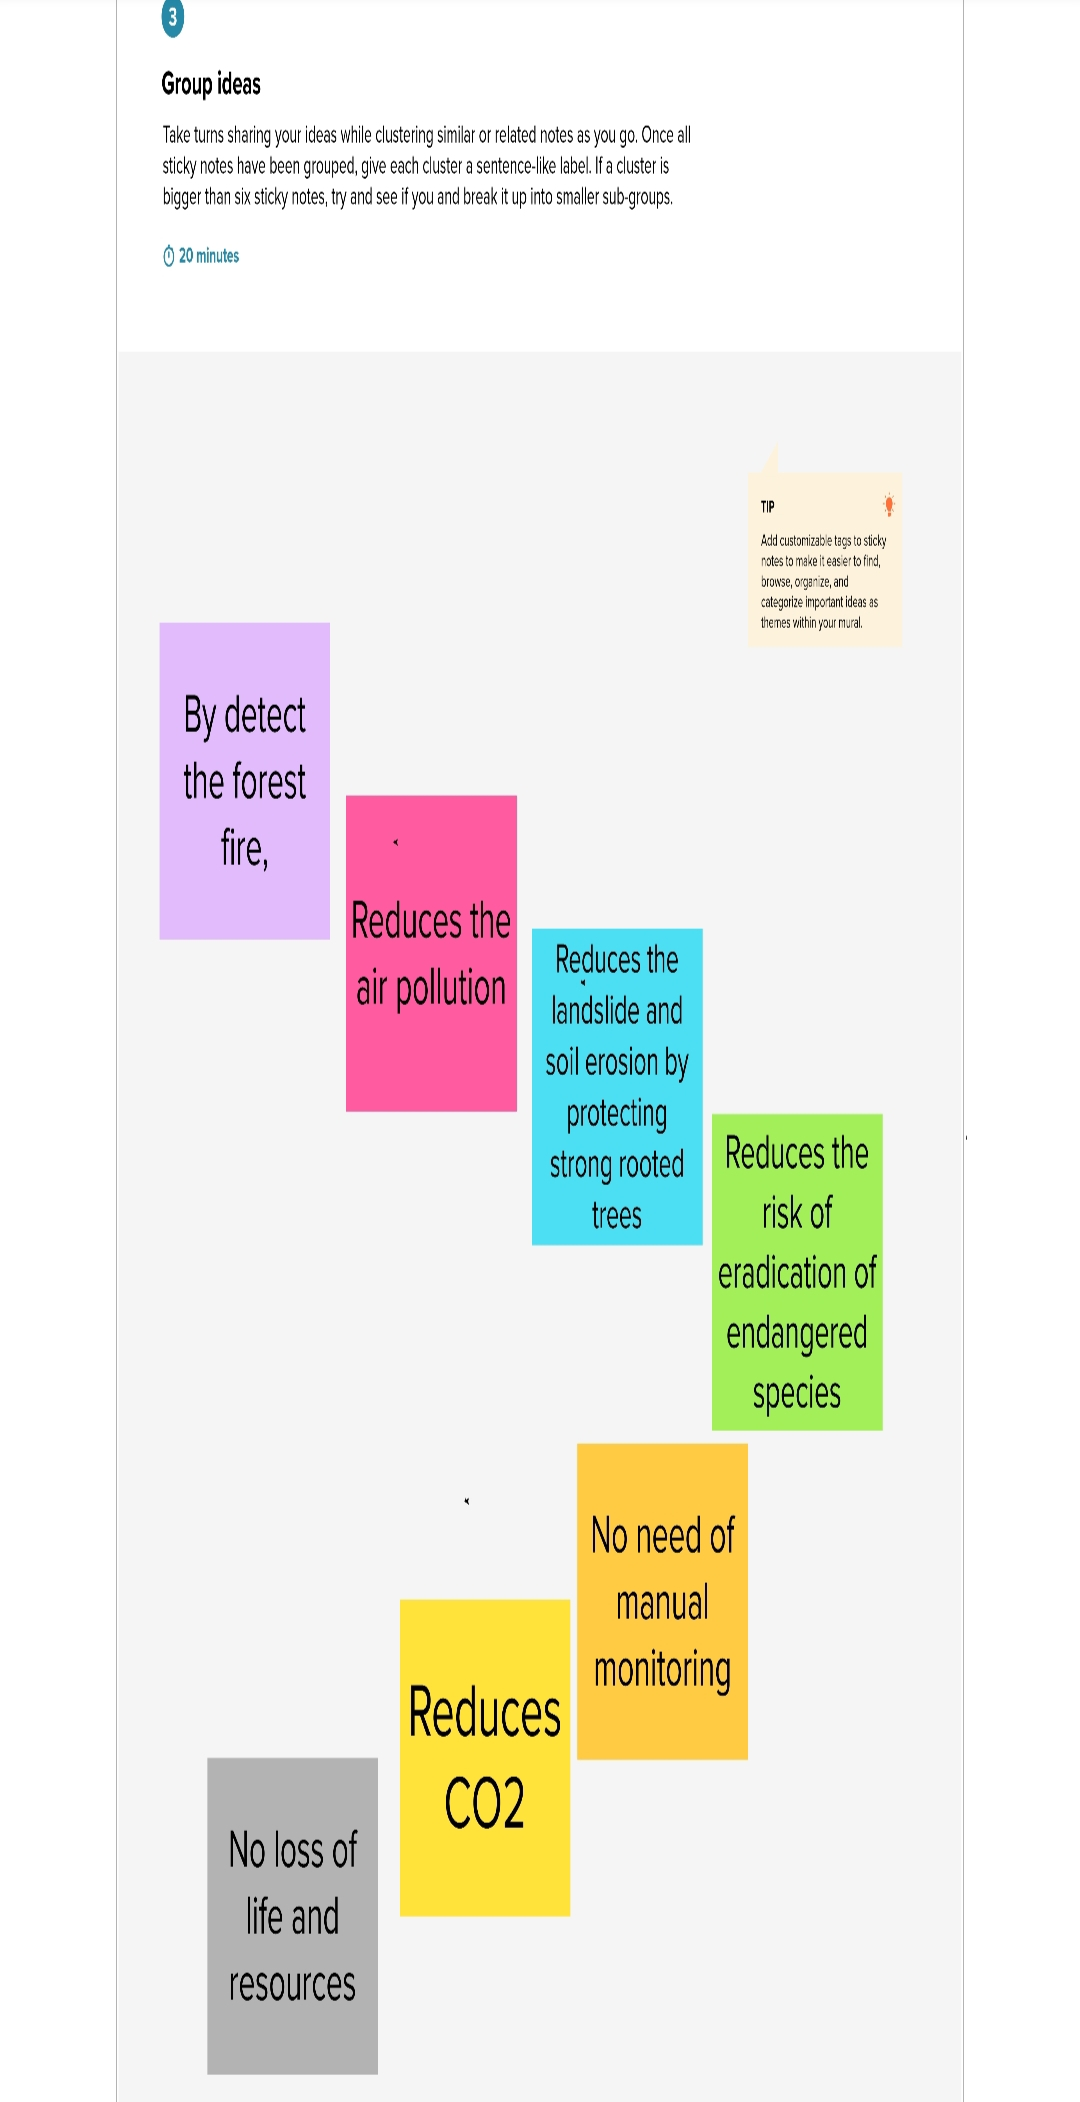 3
Group ideas
Take turns sharing your ideas while clustering similar or related notes as you go. Once all
sticky notes have been grouped, give each cluster a sentence-like label. If a cluster is
bigger than six sticky notes, try and see if you and break it up into smaller sub-groups.
20 minutes
TIP
Add customizable tags to sticky
notes to make it easier to find,
browse, organize, and
categorize important ideas as
themes within your mural.
By detect
the forest
fire,
Reduces the
air pollution
Reduces the
landslide and
soil erosion by
protecting
strong rooted
trees
Reduces the
risk of
eradication of
endangered
species
No need of
manual
monitoring
Reduces
CO2
No loss of
life and
resources